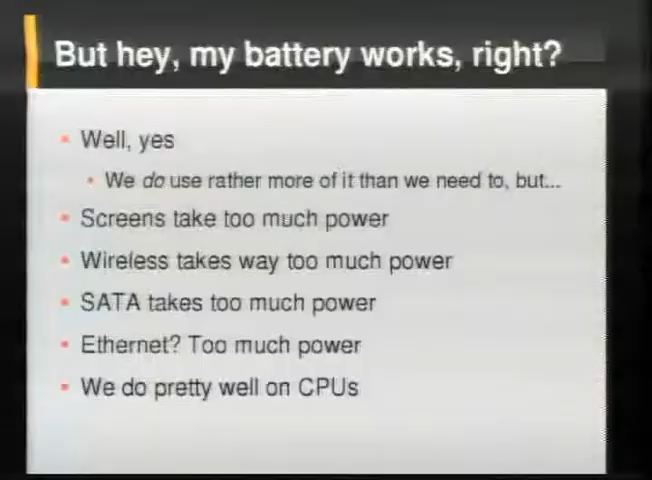 But hey, my battery works, right?
Well, yes
We do use rather more of it than we need to, but...
Screens take too much power
Wireless takes way too much power
SATA takes too much power
Ethernet? Too much power
We do pretty well on CPUs